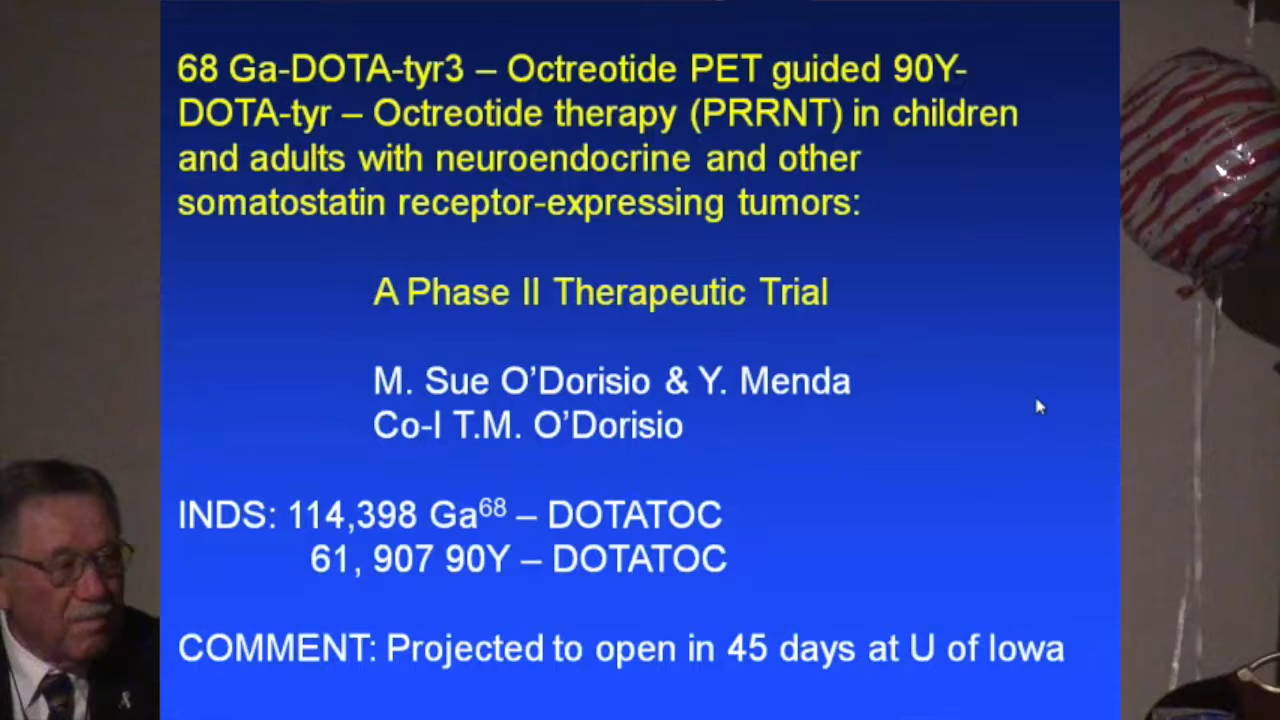 68 Ga-DOTA-tyr3 – Octreotide PET guided 90Y-
DOTA-tyr – Octreotide therapy (PRRNT) in children
and adults with neuroendocrine and other
somatostatin receptor-expressing tumors:
A Phase II Therapeutic Trial
M. Sue O’Dorisio & Y. Menda
Co-I T.M. O’Dorisio
INDS: 114,398 Ga⁶⁸ – DOTATOC
61, 907 90Y – DOTATOC
COMMENT: Projected to open in 45 days at U of Iowa